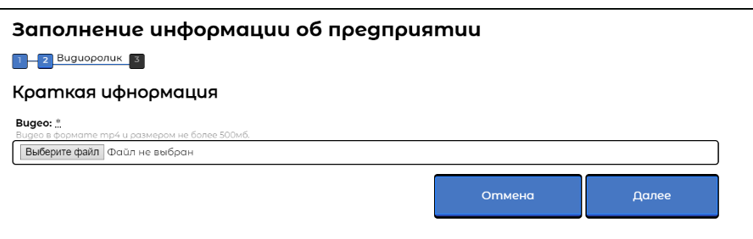 Заполнение информации об предприятии
1 2 Видиоролик 3
Краткая ифнормация
Видео: *
Видео в формате mp4 и размером не более 500мб.
Выберите файл Файл не выбран
Отмена Далее